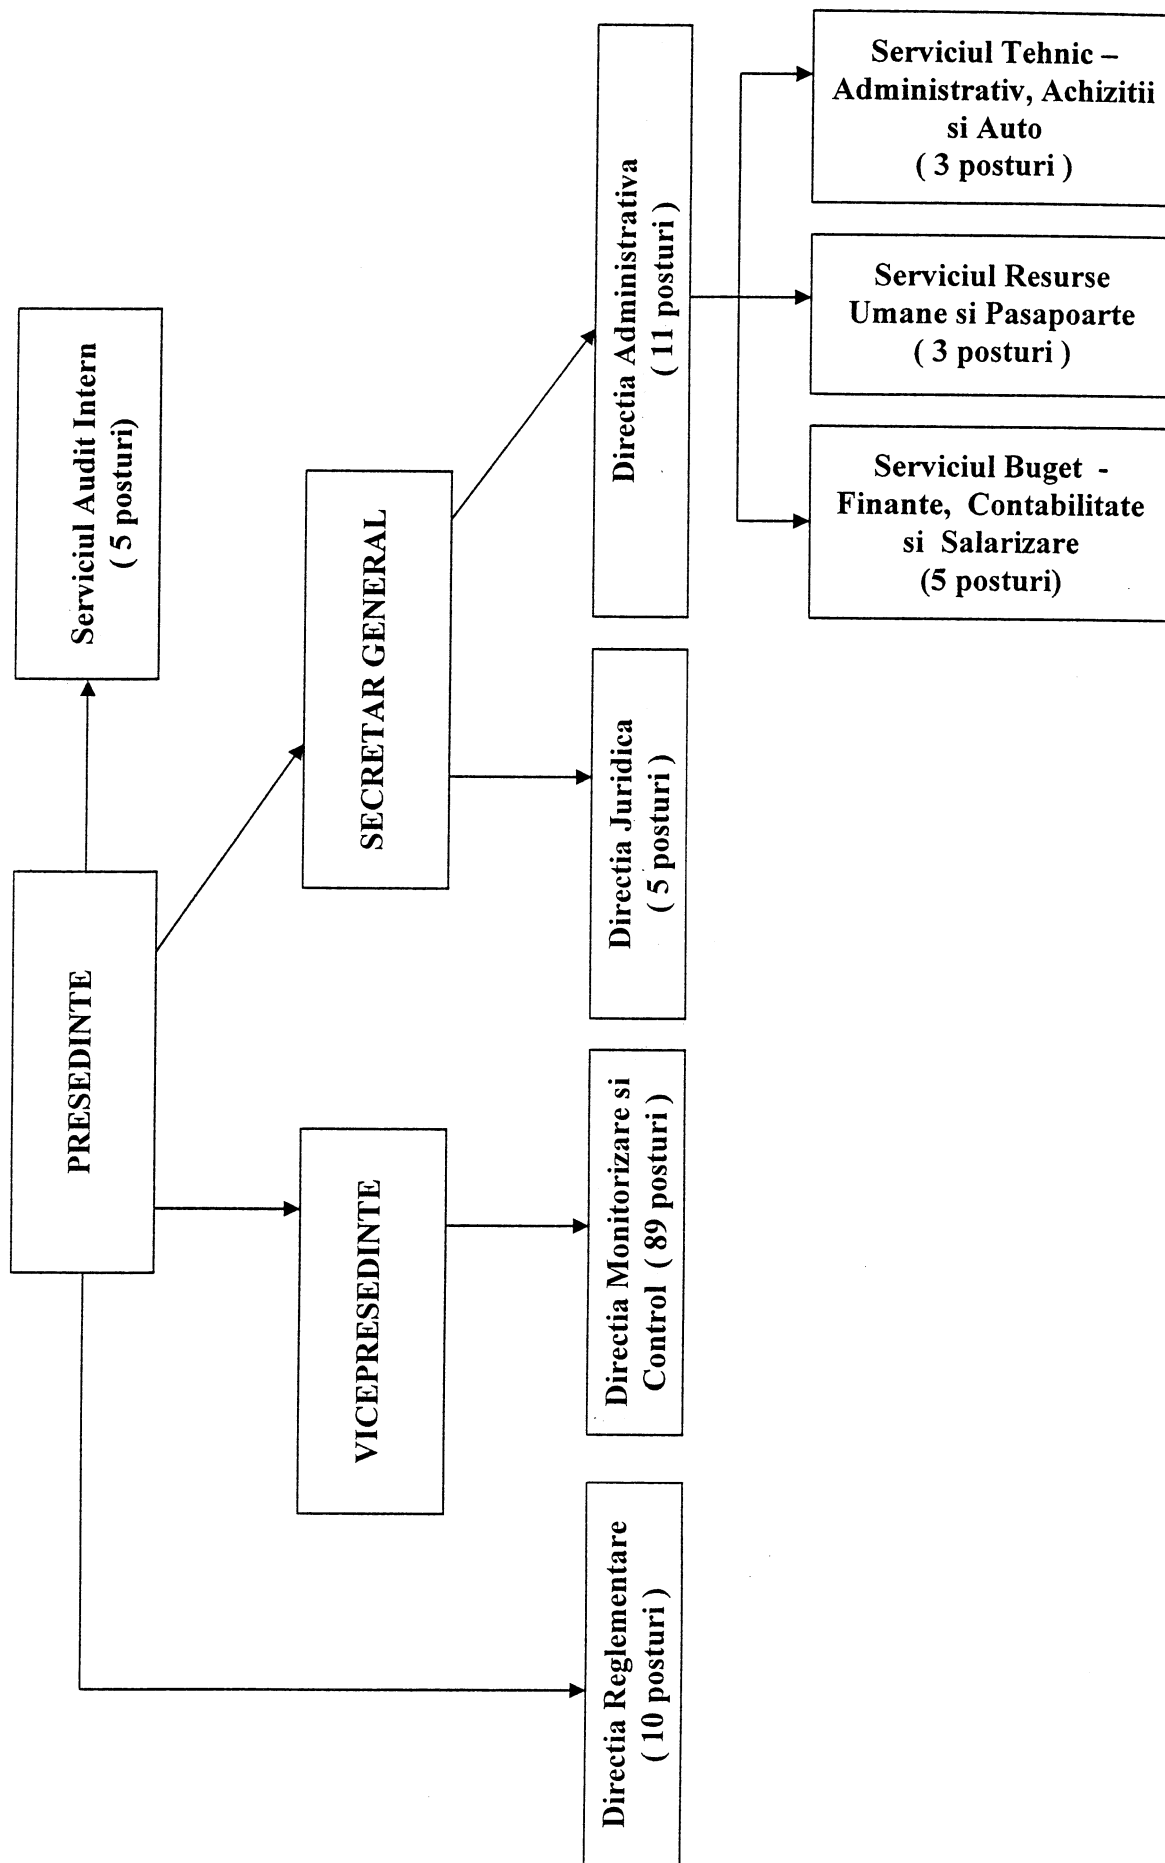 PRESEDINTE
Serviciul Audit Intern
( 5 posturi)
VICEPRESEDINTE
SECRETAR GENERAL
Directia Reglementare
( 10 posturi )
Directia Monitorizare si
Control ( 89 posturi )
Directia Juridica
( 5 posturi )
Directia Administrativa
( 11 posturi )
Serviciul Tehnic –
Administrativ, Achizitii
si Auto
( 3 posturi )
Serviciul Resurse
Umane si Pasapoarte
( 3 posturi )
Serviciul Buget -
Finante, Contabilitate
si Salarizare
(5 posturi)